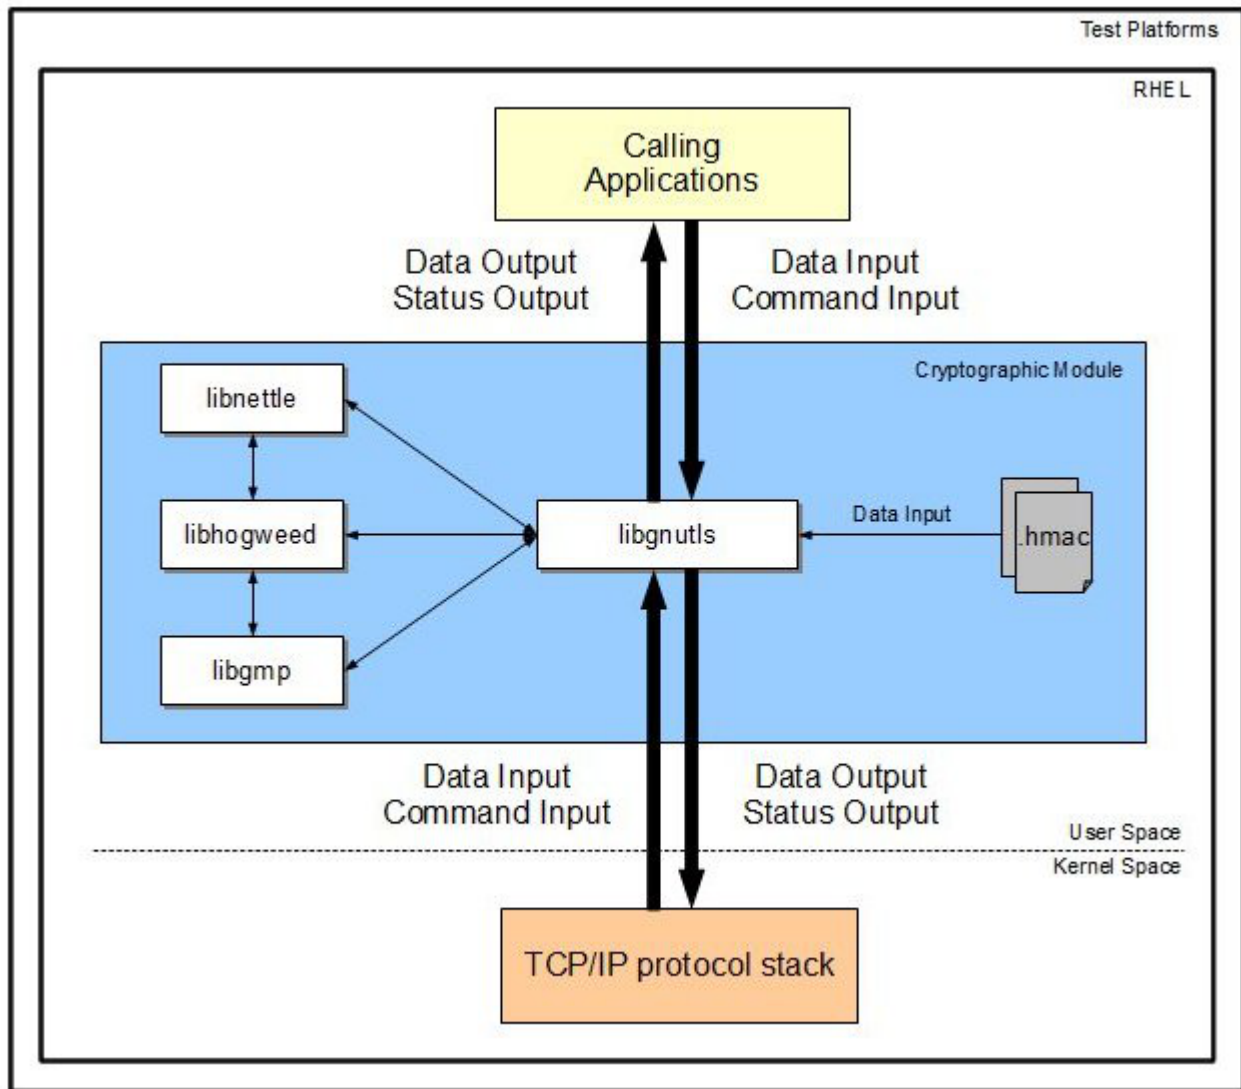 Test Platforms
RHEL
Calling
Applications
Data Output
Status Output
Data Input
Command Input
Cryptographic Module
libnettle
libhogweed
libgnutls
Data Input
.hmac
libgmp
Data Input
Command Input
Data Output
Status Output
User Space
Kernel Space
TCP/IP protocol stack